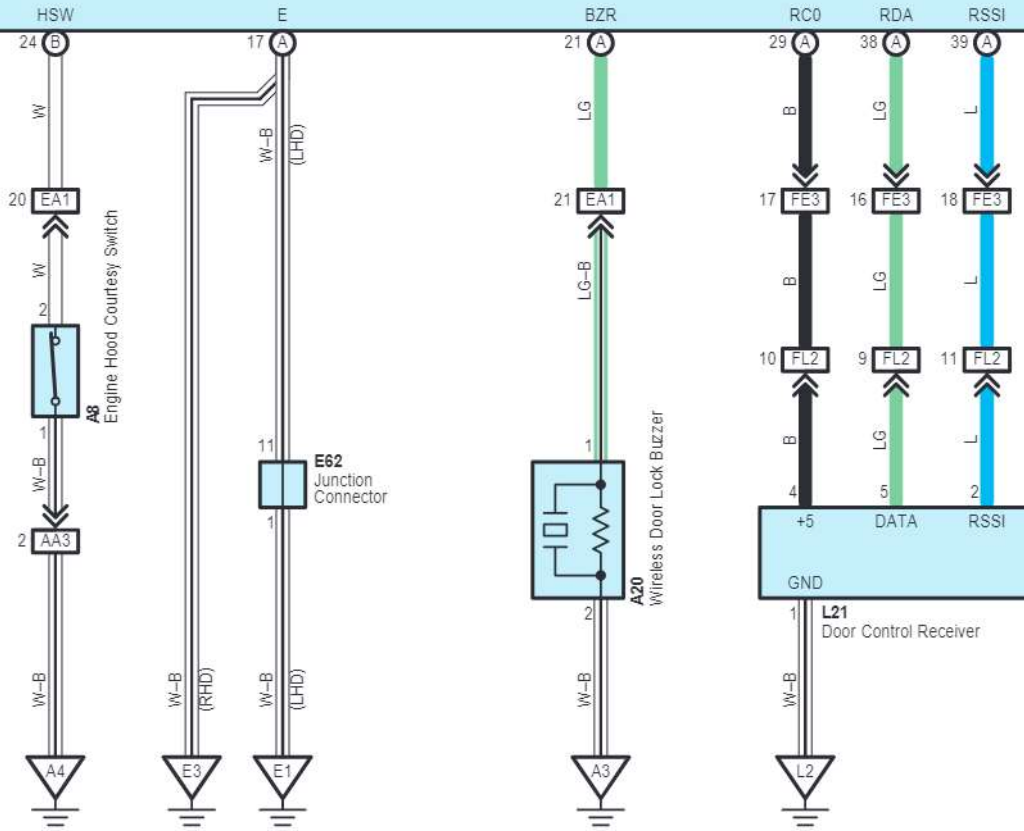 HSW E BZR RC0 RDA RSSI
24 B 17 A 21 A 29 A 38 A 39 A
W W–B (LHD) LG B LG L
20 EA1 21 EA1 17 FE3 16 FE3 18 FE3
W LG–B B LG L
2
Engine Hood Courtesy Switch
A8
10 FL2 9 FL2 11 FL2
1 11 1 B LG L
W–B
E62
Junction
Connector
Wireless Door Lock Buzzer
A20
4 5 2
1
2 AA3
+5 DATA RSSI
GND
2 1 L21
Door Control Receiver
W–B W–B (RHD) W–B (LHD) W–B W–B
A4 E3 E1 A3 L2